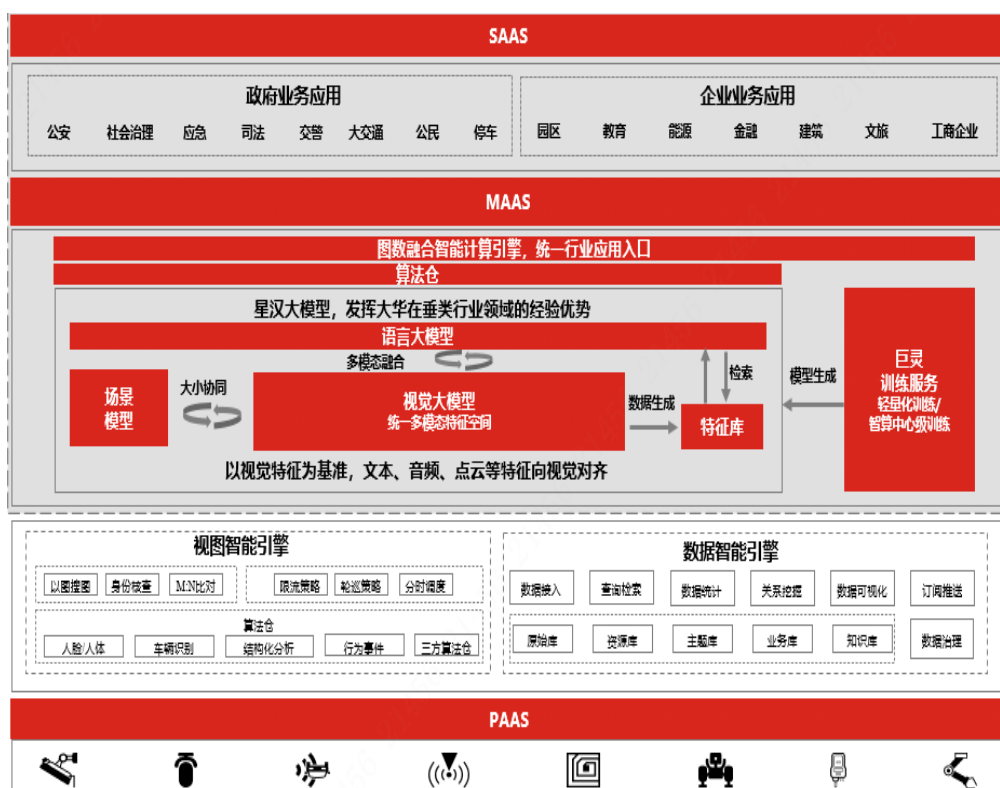 SAAS
政府业务应用
公安 社会治理 应急 司法 交警 大交通 公民 停车
企业业务应用
园区 教育 能源 金融 建筑 文旅 工商企业
MAAS
图数融合智能计算引擎，统一行业应用入口
算法仓
星汉大模型，发挥大华在垂类行业领域的经验优势
语言大模型
多模态融合
检索
场景
模型
大小协同
视觉大模型
统一多模态特征空间
数据生成
特征库
模型生成
巨灵
训练服务
轻量化训练/
智算中心级训练
以视觉特征为基准，文本、音频、点云等特征向视觉对齐
视图智能引擎
以图搜图 身份核查 M:N比对 限流策略 轮巡策略 分时调度
算法仓
人脸/人体 车辆识别 结构化分析 行为事件 三方算法仓
数据智能引擎
数据接入 查询检索 数据统计 关系挖掘 数据可视化 订阅推送
原始库 资源库 主题库 业务库 知识库 数据治理
PAAS